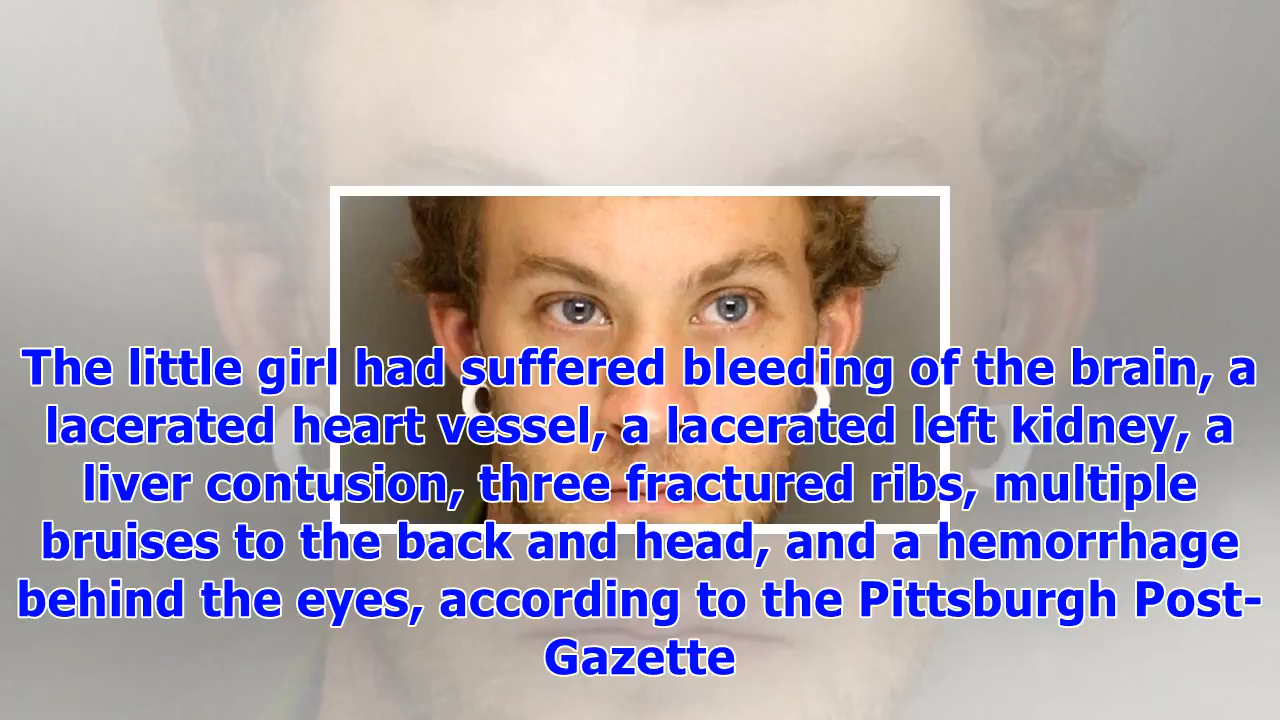 The little girl had suffered bleeding of the brain, a
lacerated heart vessel, a lacerated left kidney, a
liver contusion, three fractured ribs, multiple
bruises to the back and head, and a hemorrhage
behind the eyes, according to the Pittsburgh Post-
Gazette